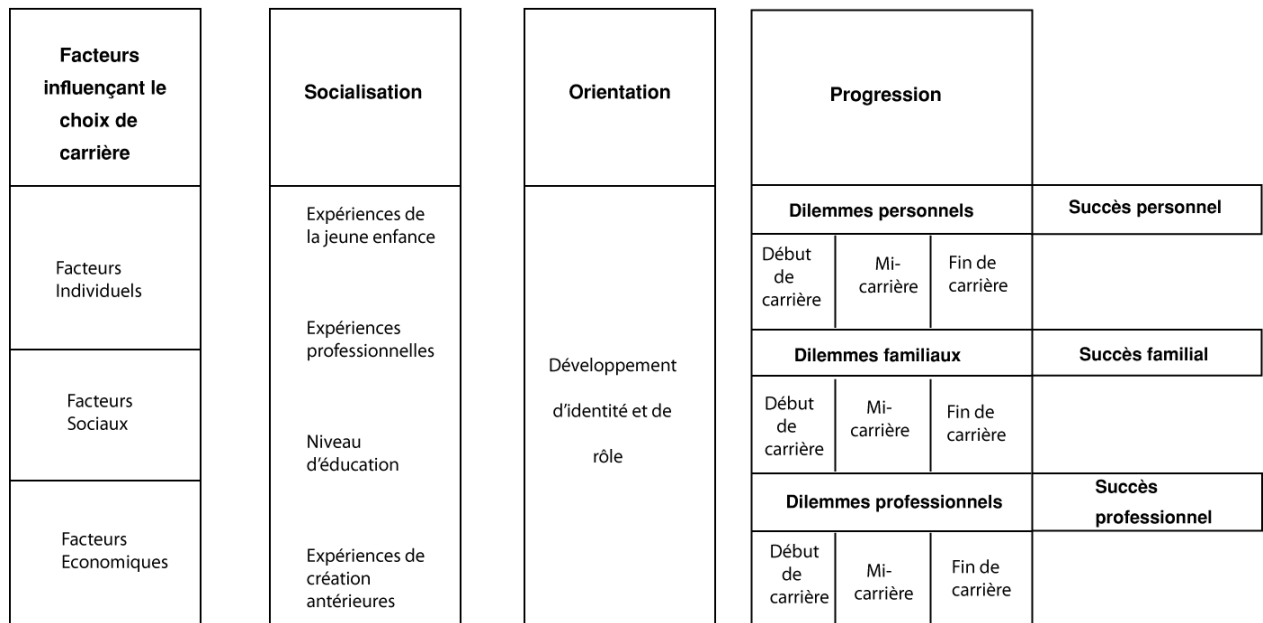 Facteurs
influençant le
choix de
carrière
Facteurs
Individuels
Facteurs
Sociaux
Facteurs
Economiques
Socialisation
Expériences de
la jeune enfance
Expériences
professionnelles
Niveau
d'éducation
Expériences de
création
antérieures
Orientation
Développement
d'identité et de
rôle
Progression
Dilemmes personnels
Succès personnel
Début
de
carrière
Mi-
carrière
Fin de
carrière
Dilemmes familiaux
Succès familial
Début
de
carrière
Mi-
carrière
Fin de
carrière
Dilemmes professionnels
Succès
professionnel
Début
de
carrière
Mi-
carrière
Fin de
carrière